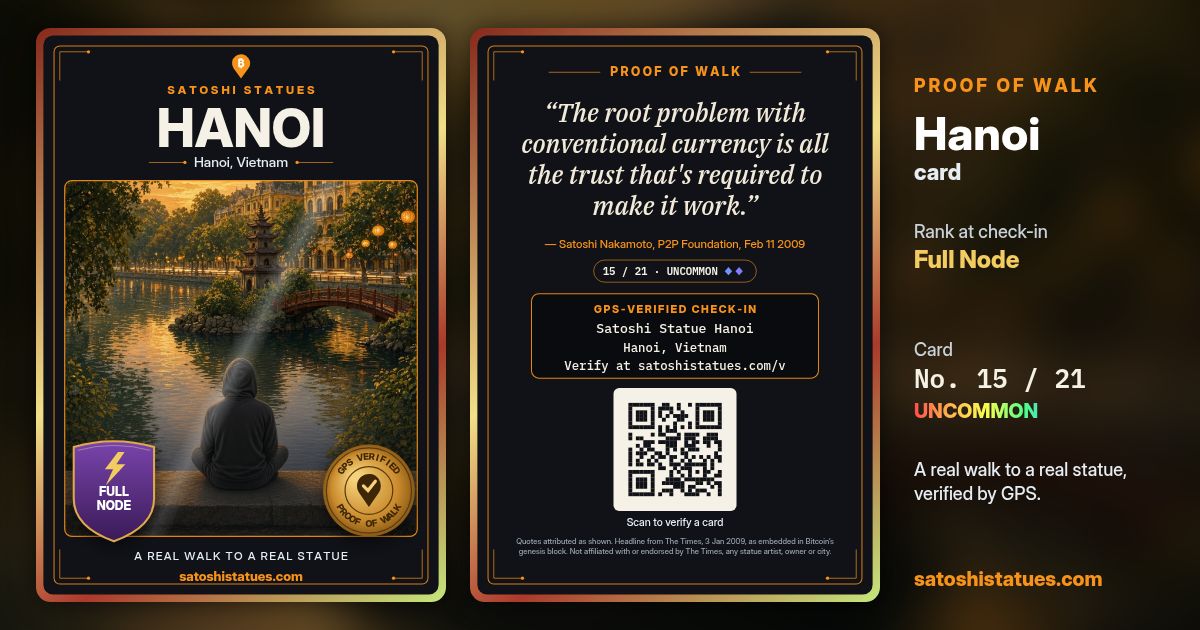 SATOSHI STATUES
HANOI
Hanoi, Vietnam
FULL
NODE
GPS VERIFIED
PROOF OF WALK
A REAL WALK TO A REAL STATUE
satoshistatues.com
PROOF OF WALK
“The root problem with
conventional currency is all
the trust that's required to
make it work.”
— Satoshi Nakamoto, P2P Foundation, Feb 11 2009
15 / 21 · UNCOMMON
GPS-VERIFIED CHECK-IN
Satoshi Statue Hanoi
Hanoi, Vietnam
Verify at satoshistatues.com/v
Scan to verify a card
Quotes attributed as shown. Headline from The Times, 3 Jan 2009, as embedded in Bitcoin's
genesis block. Not affiliated with or endorsed by The Times, any statue artist, owner or city.
PROOF OF WALK
Hanoi
card
Rank at check-in
Full Node
Card
No. 15 / 21
UNCOMMON
A real walk to a real statue,
verified by GPS.
satoshistatues.com